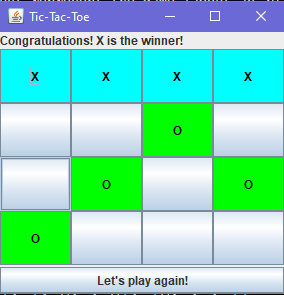 Tic-Tac-Toe
Congratulations! X is the winner!
X X X X
O
O O
O
Let's play again!